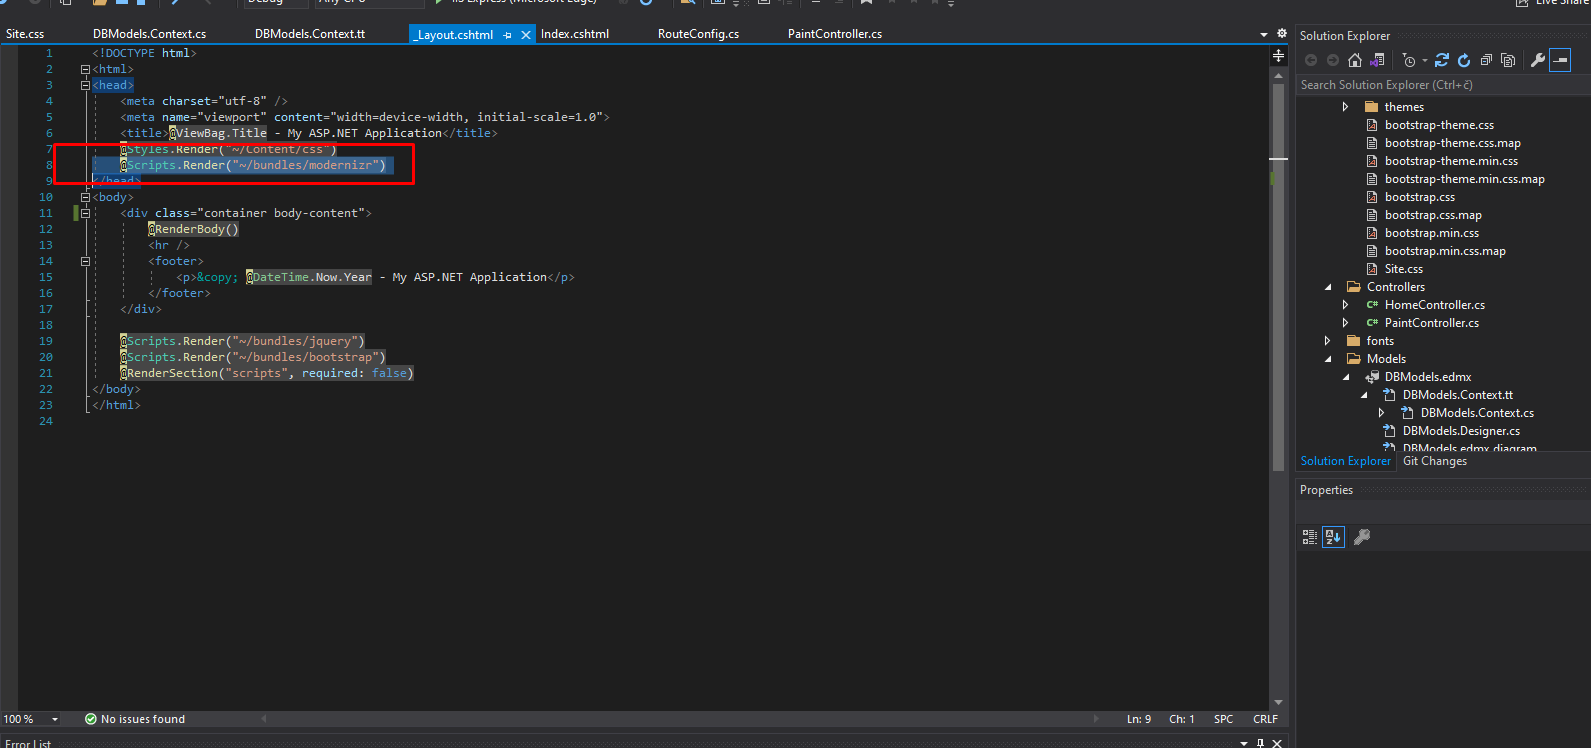 Debug
Any CPU
IIS Express (Microsoft Edge)
Live Share
Site.css
DBModels.Context.cs
DBModels.Context.tt
_Layout.cshtml
Index.cshtml
RouteConfig.cs
PaintController.cs
1 <!DOCTYPE html>
2 <html>
3 <head>
4 <meta charset="utf-8" />
5 <meta name="viewport" content="width=device-width, initial-scale=1.0">
6 <title>@ViewBag.Title - My ASP.NET Application</title>
7 @Styles.Render("~/Content/css")
8 @Scripts.Render("~/bundles/modernizr")
9 </head>
10 <body>
11 <div class="container body-content">
12 @RenderBody()
13 <hr />
14 <footer>
15 <p>&copy; @DateTime.Now.Year - My ASP.NET Application</p>
16 </footer>
17 </div>
18
19 @Scripts.Render("~/bundles/jquery")
20 @Scripts.Render("~/bundles/bootstrap")
21 @RenderSection("scripts", required: false)
22 </body>
23 </html>
24
100 %
No issues found
Ln: 9
Ch: 1
SPC
CRLF
Error List
Solution Explorer
Search Solution Explorer (Ctrl+č)
themes
bootstrap-theme.css
bootstrap-theme.css.map
bootstrap-theme.min.css
bootstrap-theme.min.css.map
bootstrap.css
bootstrap.css.map
bootstrap.min.css
bootstrap.min.css.map
Site.css
Controllers
C# HomeController.cs
C# PaintController.cs
fonts
Models
DBModels.edmx
DBModels.Context.tt
DBModels.Context.cs
DBModels.Designer.cs
DBModels.edmx.diagram
Solution Explorer
Git Changes
Properties